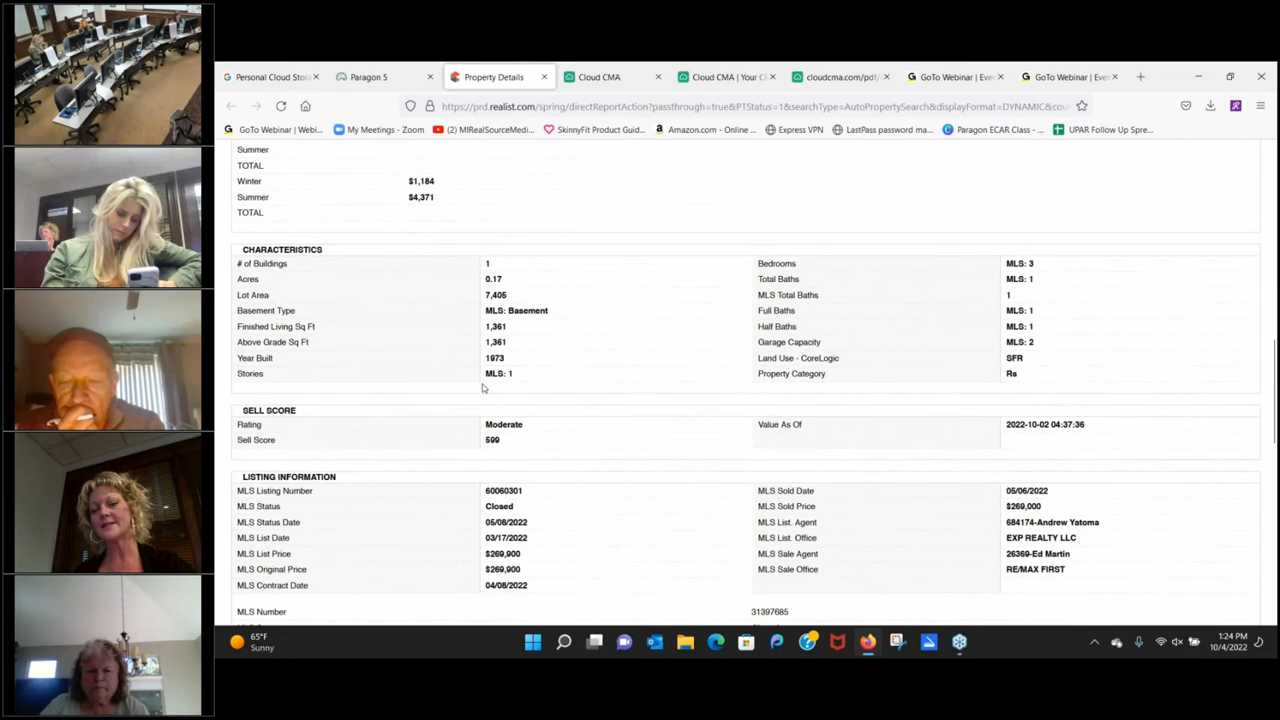 Personal Cloud Stor
Paragon 5
Property Details
Cloud CMA
Cloud CMA | Your C
cloudcma.com/pdf/
GoTo Webinar | Eve
GoTo Webinar | Eve
https://prd.realist.com/spring/directReportAction?passthrough=true&PTStatus=1&searchType=AutoPropertySearch&displayFormat=DYNAMIC&cou
GoTo Webinar | Webi...
My Meetings - Zoom
(2) MIRealSourceMedi...
SkinnyFit Product Guid...
Amazon.com - Online ...
Express VPN
LastPass password ma...
Paragon ECAR Class - ...
UPAR Follow Up Spre...
Summer
TOTAL
Winter $1,184
Summer $4,371
TOTAL
CHARACTERISTICS
# of Buildings 1 Bedrooms MLS: 3
Acres 0.17 Total Baths MLS: 1
Lot Area 7,405 MLS Total Baths 1
Basement Type MLS: Basement Full Baths MLS: 1
Finished Living Sq Ft 1,361 Half Baths MLS: 1
Above Grade Sq Ft 1,361 Garage Capacity MLS: 2
Year Built 1973 Land Use - CoreLogic SFR
Stories MLS: 1 Property Category Rs
SELL SCORE
Rating Moderate Value As Of 2022-10-02 04:37:36
Sell Score 599
LISTING INFORMATION
MLS Listing Number 60060301 MLS Sold Date 05/06/2022
MLS Status Closed MLS Sold Price $269,000
MLS Status Date 05/08/2022 MLS List. Agent 684174-Andrew Yatoma
MLS List Date 03/17/2022 MLS List. Office EXP REALTY LLC
MLS List Price $269,900 MLS Sale Agent 26369-Ed Martin
MLS Original Price $269,900 MLS Sale Office RE/MAX FIRST
MLS Contract Date 04/08/2022
MLS Number 31397685
65°F
Sunny
1:24 PM
10/4/2022